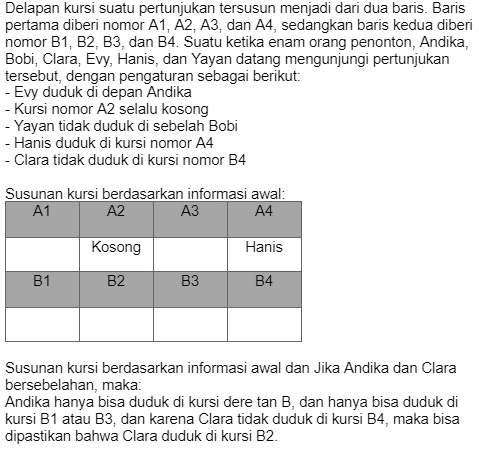 Delapan kursi suatu pertunjukan tersusun menjadi dari dua baris. Baris
pertama diberi nomor A1, A2, A3, dan A4, sedangkan baris kedua diberi
nomor B1, B2, B3, dan B4. Suatu ketika enam orang penonton, Andika,
Bobi, Clara, Evy, Hanis, dan Yayan datang mengunjungi pertunjukan
tersebut, dengan pengaturan sebagai berikut:
- Evy duduk di depan Andika
- Kursi nomor A2 selalu kosong
- Yayan tidak duduk di sebelah Bobi
- Hanis duduk di kursi nomor A4
- Clara tidak duduk di kursi nomor B4
Susunan kursi berdasarkan informasi awal:
A1 A2 A3 A4
Kosong Hanis
B1 B2 B3 B4
Susunan kursi berdasarkan informasi awal dan Jika Andika dan Clara
bersebelahan, maka:
Andika hanya bisa duduk di kursi dere tan B, dan hanya bisa duduk di
kursi B1 atau B3, dan karena Clara tidak duduk di kursi B4, maka bisa
dipastikan bahwa Clara duduk di kursi B2.